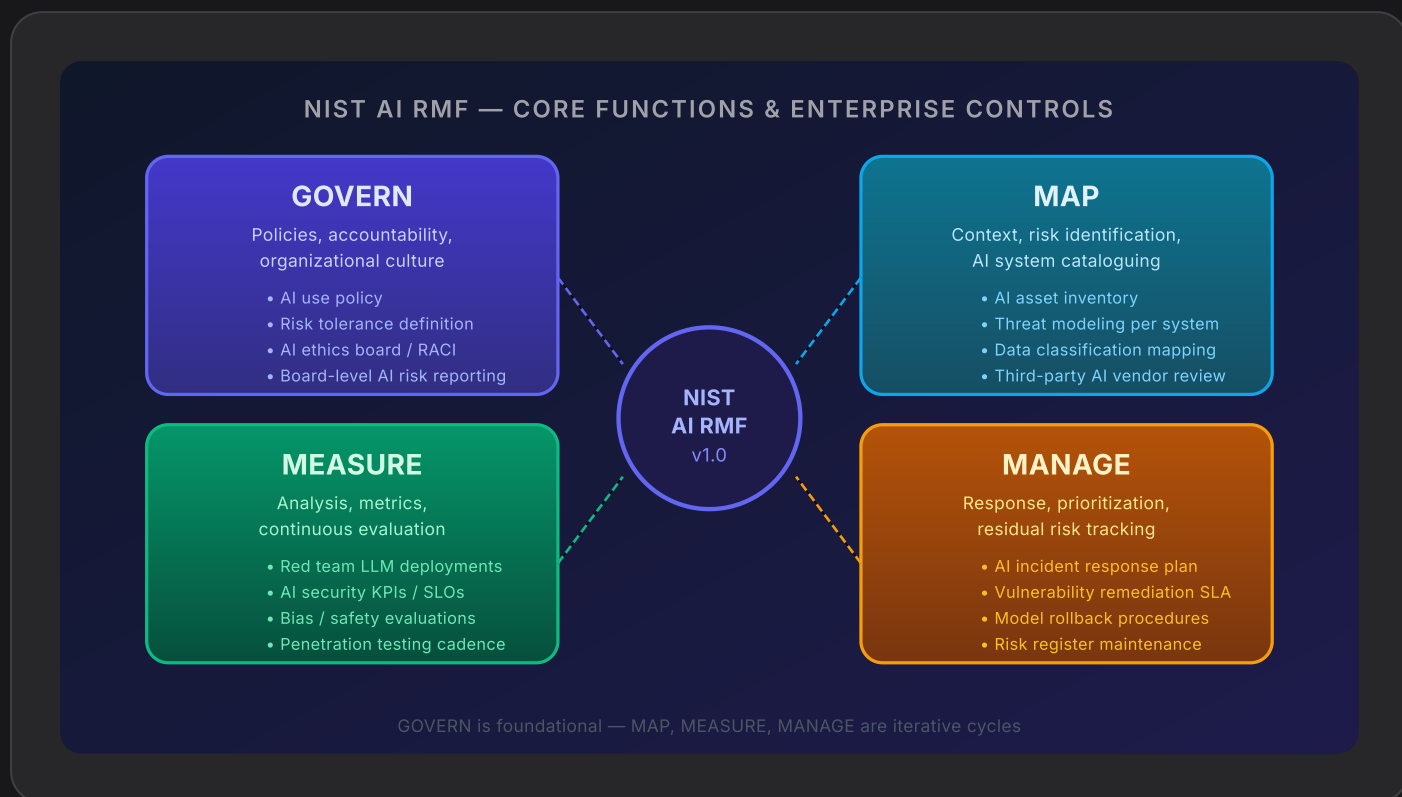 NIST AI RMF — CORE FUNCTIONS & ENTERPRISE CONTROLS
GOVERN
Policies, accountability,
organizational culture
• AI use policy
• Risk tolerance definition
• AI ethics board / RACI
• Board-level AI risk reporting
MAP
Context, risk identification,
AI system cataloguing
• AI asset inventory
• Threat modeling per system
• Data classification mapping
• Third-party AI vendor review
NIST
AI RMF
v1.0
MEASURE
Analysis, metrics,
continuous evaluation
• Red team LLM deployments
• AI security KPIs / SLOs
• Bias / safety evaluations
• Penetration testing cadence
MANAGE
Response, prioritization,
residual risk tracking
• AI incident response plan
• Vulnerability remediation SLA
• Model rollback procedures
• Risk register maintenance
GOVERN is foundational — MAP, MEASURE, MANAGE are iterative cycles